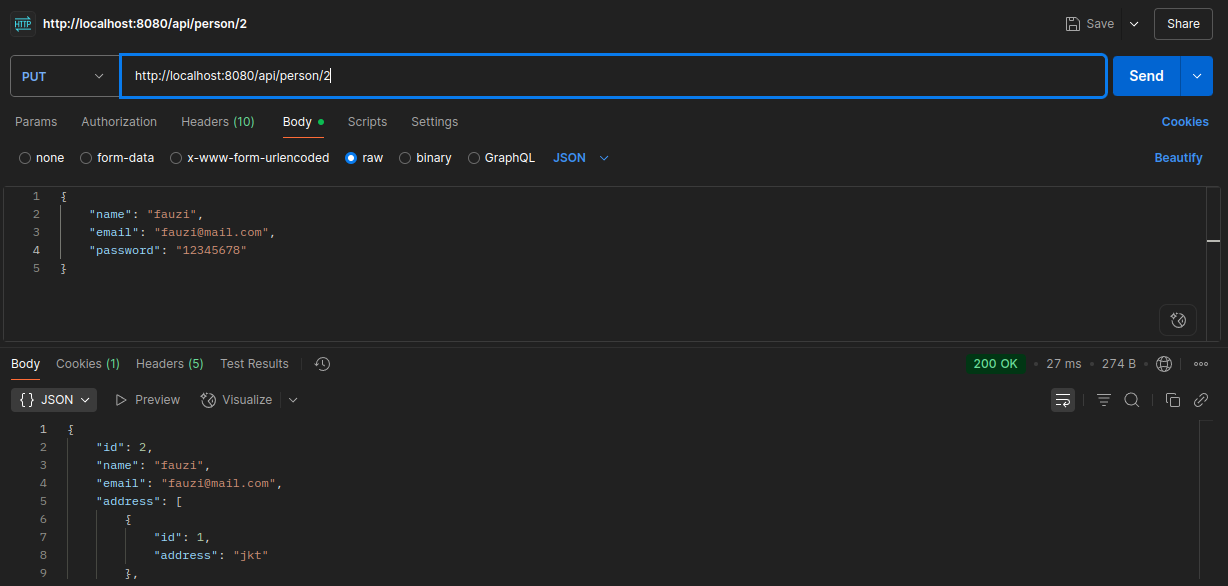 HTTP http://localhost:8080/api/person/2 Save Share
PUT http://localhost:8080/api/person/2 Send
Params Authorization Headers (10) Body Scripts Settings Cookies
none form-data x-www-form-urlencoded raw binary GraphQL JSON Beautify
1 {
2 "name": "fauzi",
3 "email": "fauzi@mail.com",
4 "password": "12345678"
5 }
Body Cookies (1) Headers (5) Test Results 200 OK • 27 ms • 274 B •
{ } JSON Preview Visualize
1 {
2 "id": 2,
3 "name": "fauzi",
4 "email": "fauzi@mail.com",
5 "address": [
6 {
7 "id": 1,
8 "address": "jkt"
9 },